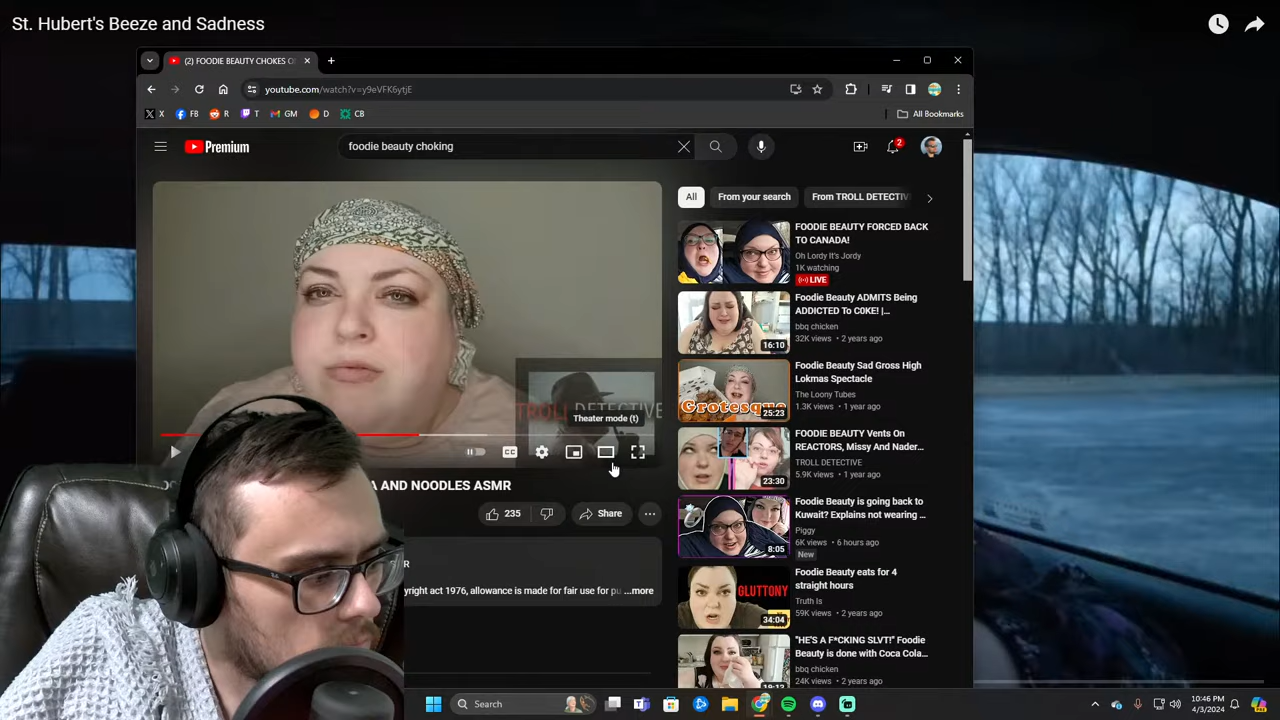 St. Hubert's Beeze and Sadness
(2) FOODIE BEAUTY CHOKES O
youtube.com/watch?v=y9eVFK6ytjE
X FB R T GM D CB
All Bookmarks
Premium
foodie beauty choking
2
All
From your search
From TROLL DETECTIV
FOODIE BEAUTY FORCED BACK
TO CANADA!
Oh Lordy It's Jordy
1K watching
LIVE
Foodie Beauty ADMITS Being
ADDICTED To C0KE! |...
bbq chicken
32K views • 2 years ago
16:10
Foodie Beauty Sad Gross High
Lokmas Spectacle
The Loony Tubes
1.3K views • 1 year ago
Grotesque
25:23
TROLL DETECTIVE
Theater mode (t)
CC
FOODIE BEAUTY Vents On
REACTORS, Missy And Nader...
TROLL DETECTIVE
5.9K views • 1 year ago
23:30
A AND NOODLES ASMR
235
Share
Foodie Beauty is going back to
Kuwait? Explains not wearing ...
Piggy
6K views • 6 hours ago
New
8:05
R
yright act 1976, allowance is made for fair use for pu ...more
Foodie Beauty eats for 4
straight hours
Truth Is
59K views • 2 years ago
GLUTTONY
34:04
"HE'S A F*CKING SLVT!" Foodie
Beauty is done with Coca Cola...
bbq chicken
24K views • 2 years ago
19:13
Search
10:46 PM
4/3/2024